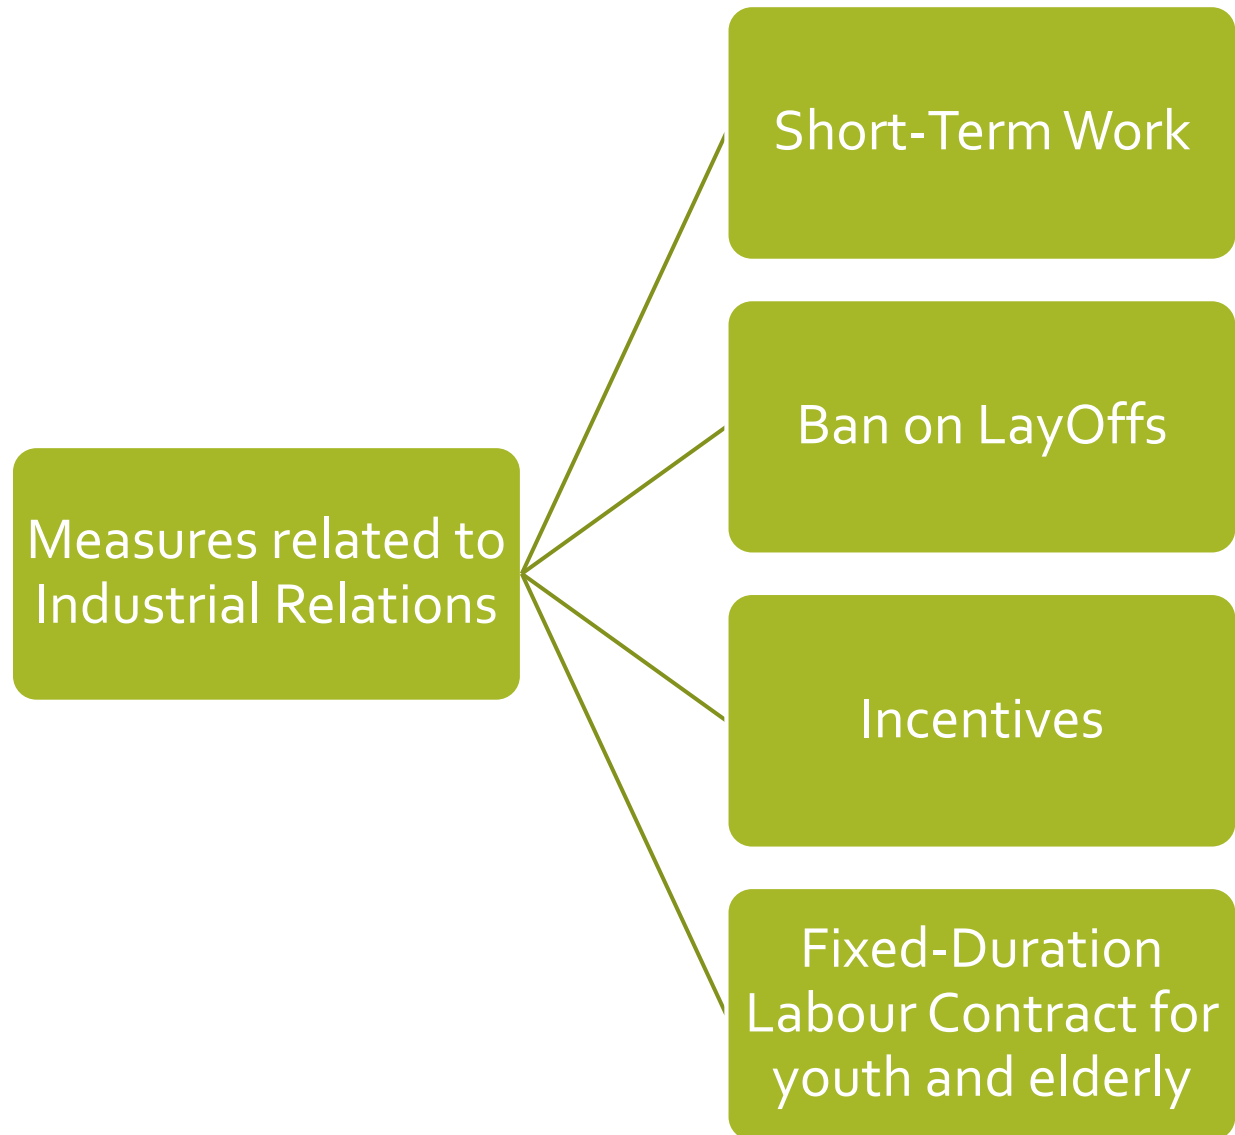 Measures related to
Industrial Relations
Short-Term Work
Ban on LayOffs
Incentives
Fixed-Duration
Labour Contract for
youth and elderly